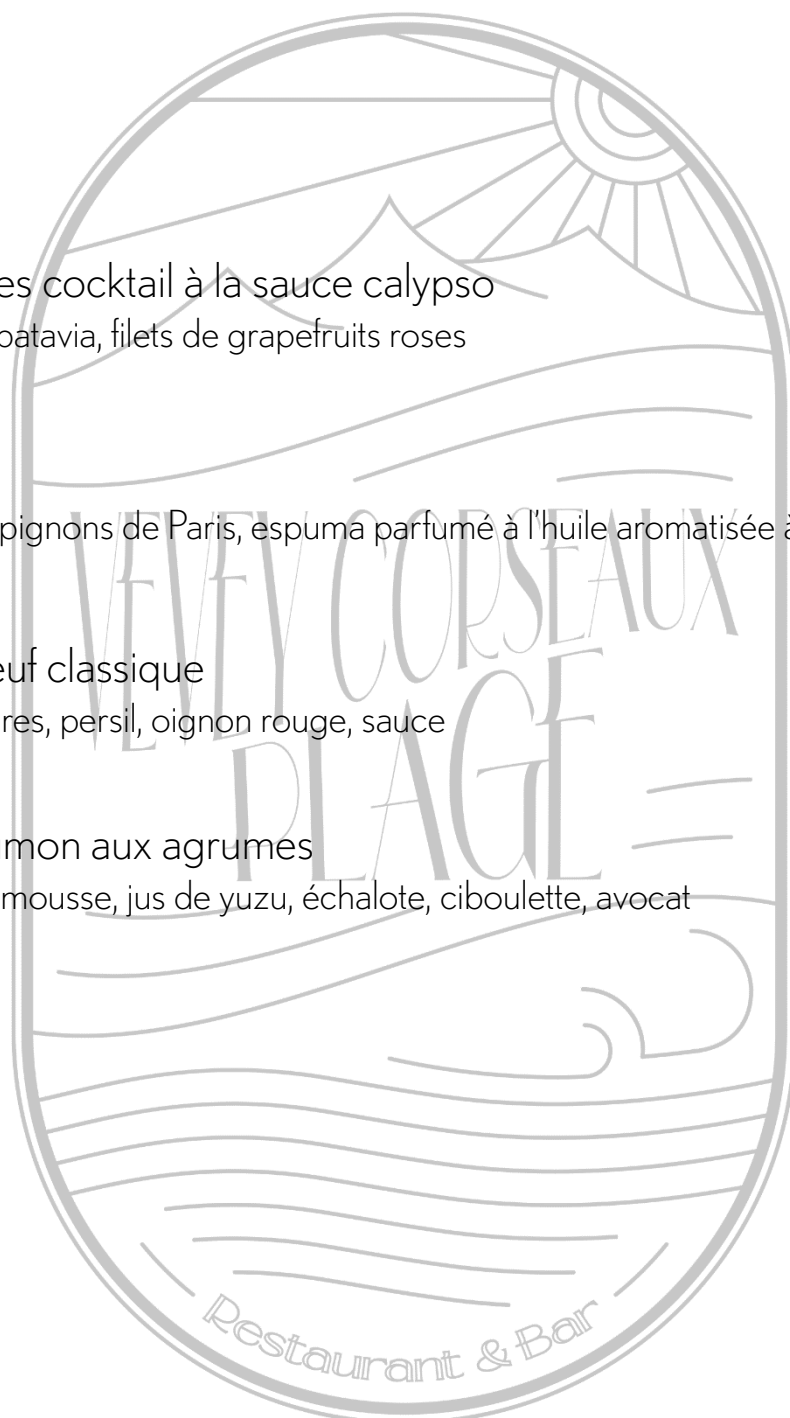 es cocktail à la sauce calypso
patavia, filets de grapefruits roses
pignons de Paris, espuma parfumé à l'huile aromatisée à
VEVEY CORSEAUX
euf classique
res, persil, oignon rouge, sauce
PLAGE
mon aux agrumes
mousse, jus de yuzu, échalote, ciboulette, avocat
Restaurant & Bar